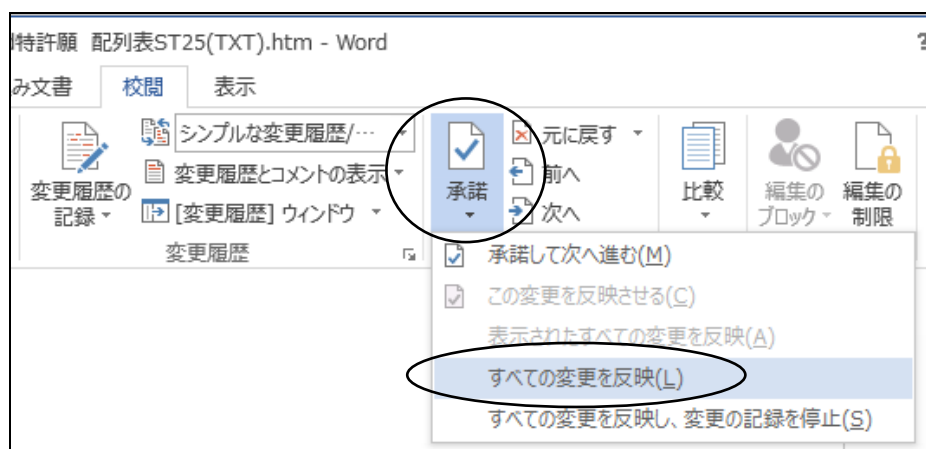 特許願 配列表ST25(TXT).htm - Word
み文書 校閲 表示
シンプルな変更履歴/…
変更履歴とコメントの表示
[変更履歴] ウィンドウ
変更履歴の
記録
変更履歴
承諾
元に戻す
前へ
次へ
比較
編集の
ブロック
編集の
制限
承諾して次へ進む(M)
この変更を反映させる(C)
表示されたすべての変更を反映(A)
すべての変更を反映(L)
すべての変更を反映し、変更の記録を停止(S)